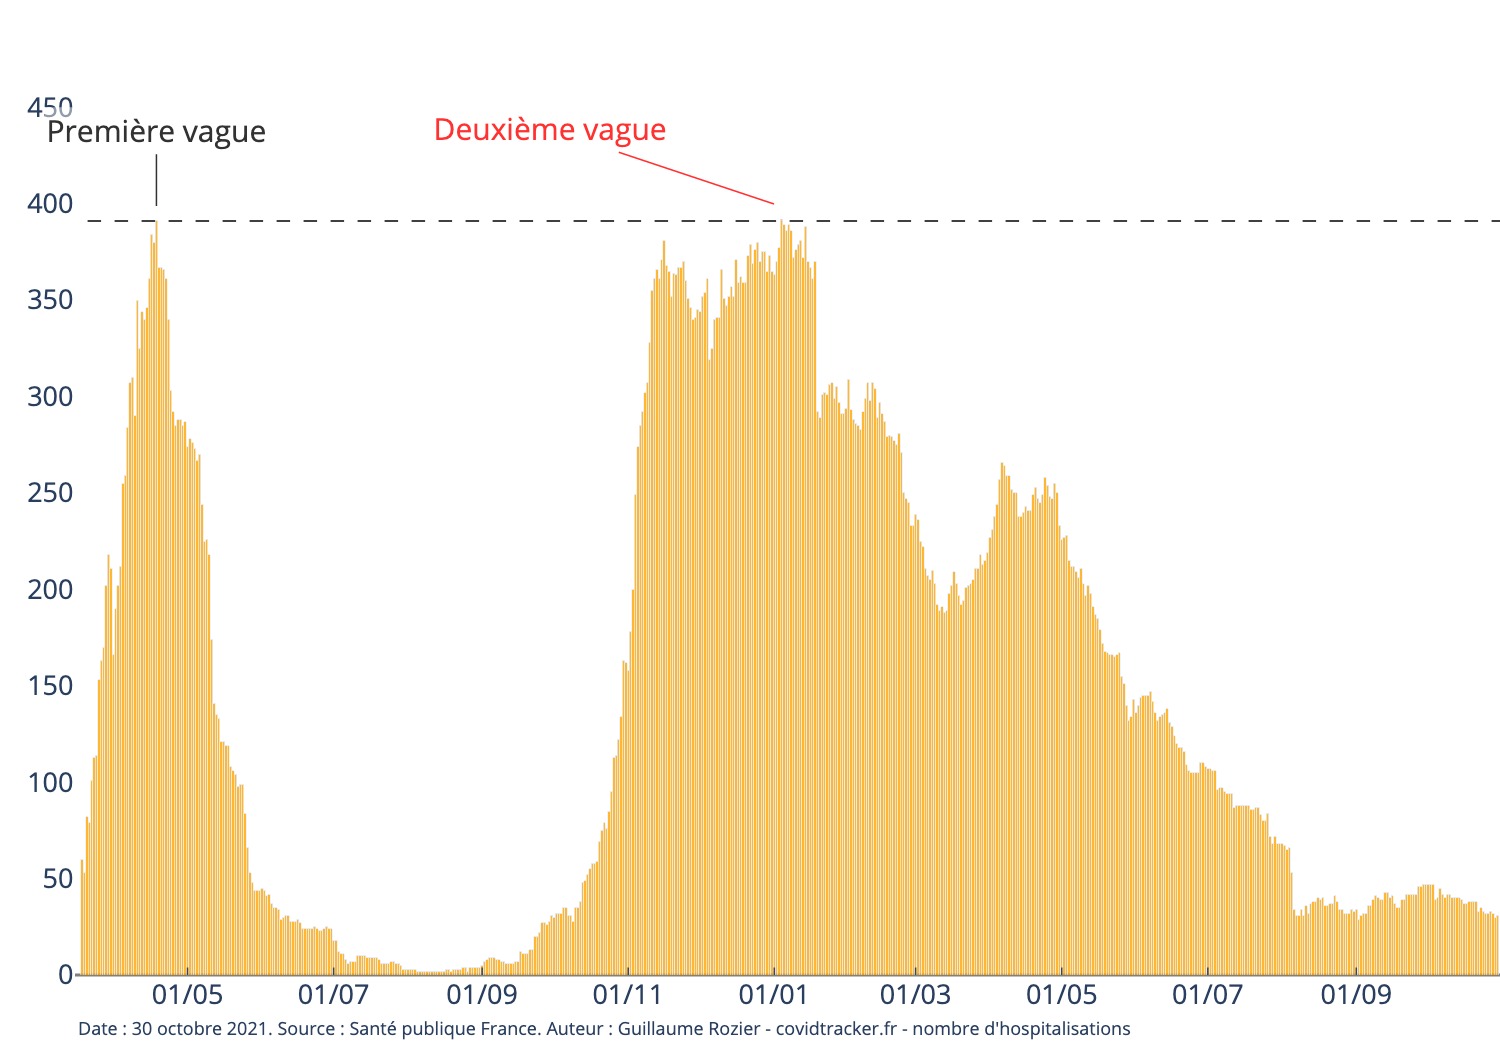 450
Première vague
Deuxième vague
400
350
300
250
200
150
100
50
0
01/05 01/07 01/09 01/11 01/01 01/03 01/05 01/07 01/09
Date : 30 octobre 2021. Source : Santé publique France. Auteur : Guillaume Rozier - covidtracker.fr - nombre d'hospitalisations